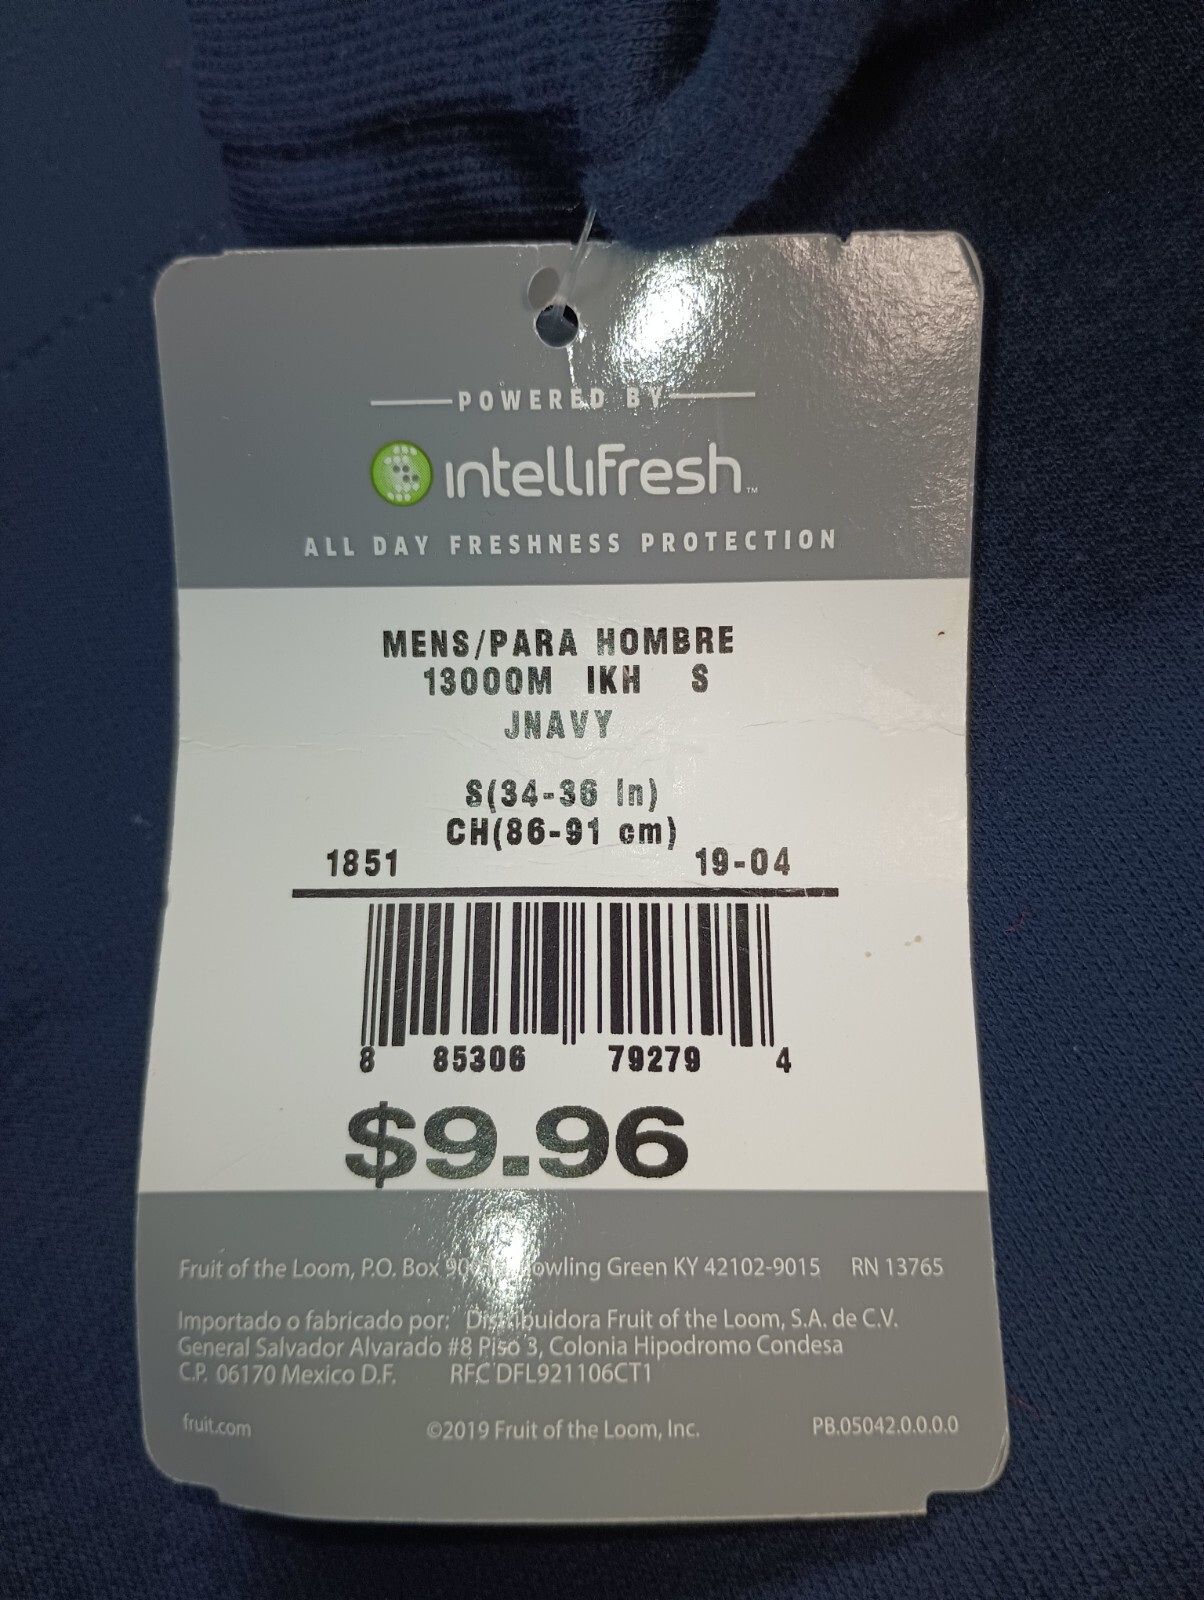 POWERED BY
intellifresh™
ALL DAY FRESHNESS PROTECTION
MENS/PARA HOMBRE
13000M IKH S
JNAVY
S(34-36 in)
CH(86-91 cm)
1851 19-04
8 85306 79279 4
$9.96
Fruit of the Loom, P.O. Box Green KY 42102-9015 RN 13765
Importado o fabricado por: Distribuidora Fruit of the Loom, S.A. de C.V.
General Salvador Alvarado #8 Piso 3, Colonia Hipodromo Condesa
C.P. 06170 Mexico D.F. RFC DFL921106CT1
fruit.com ©2019 Fruit of the Loom, Inc. PB.05042.0.0.0.0